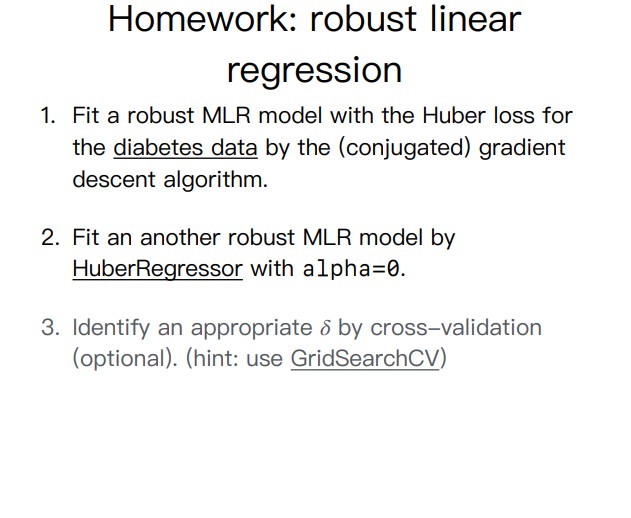 Homework: robust linear
regression
1. Fit a robust MLR model with the Huber loss for
the diabetes data by the (conjugated) gradient
descent algorithm.
2. Fit an another robust MLR model by
HuberRegressor with alpha=0.
3. Identify an appropriate δ by cross-validation
(optional). (hint: use GridSearchCV)